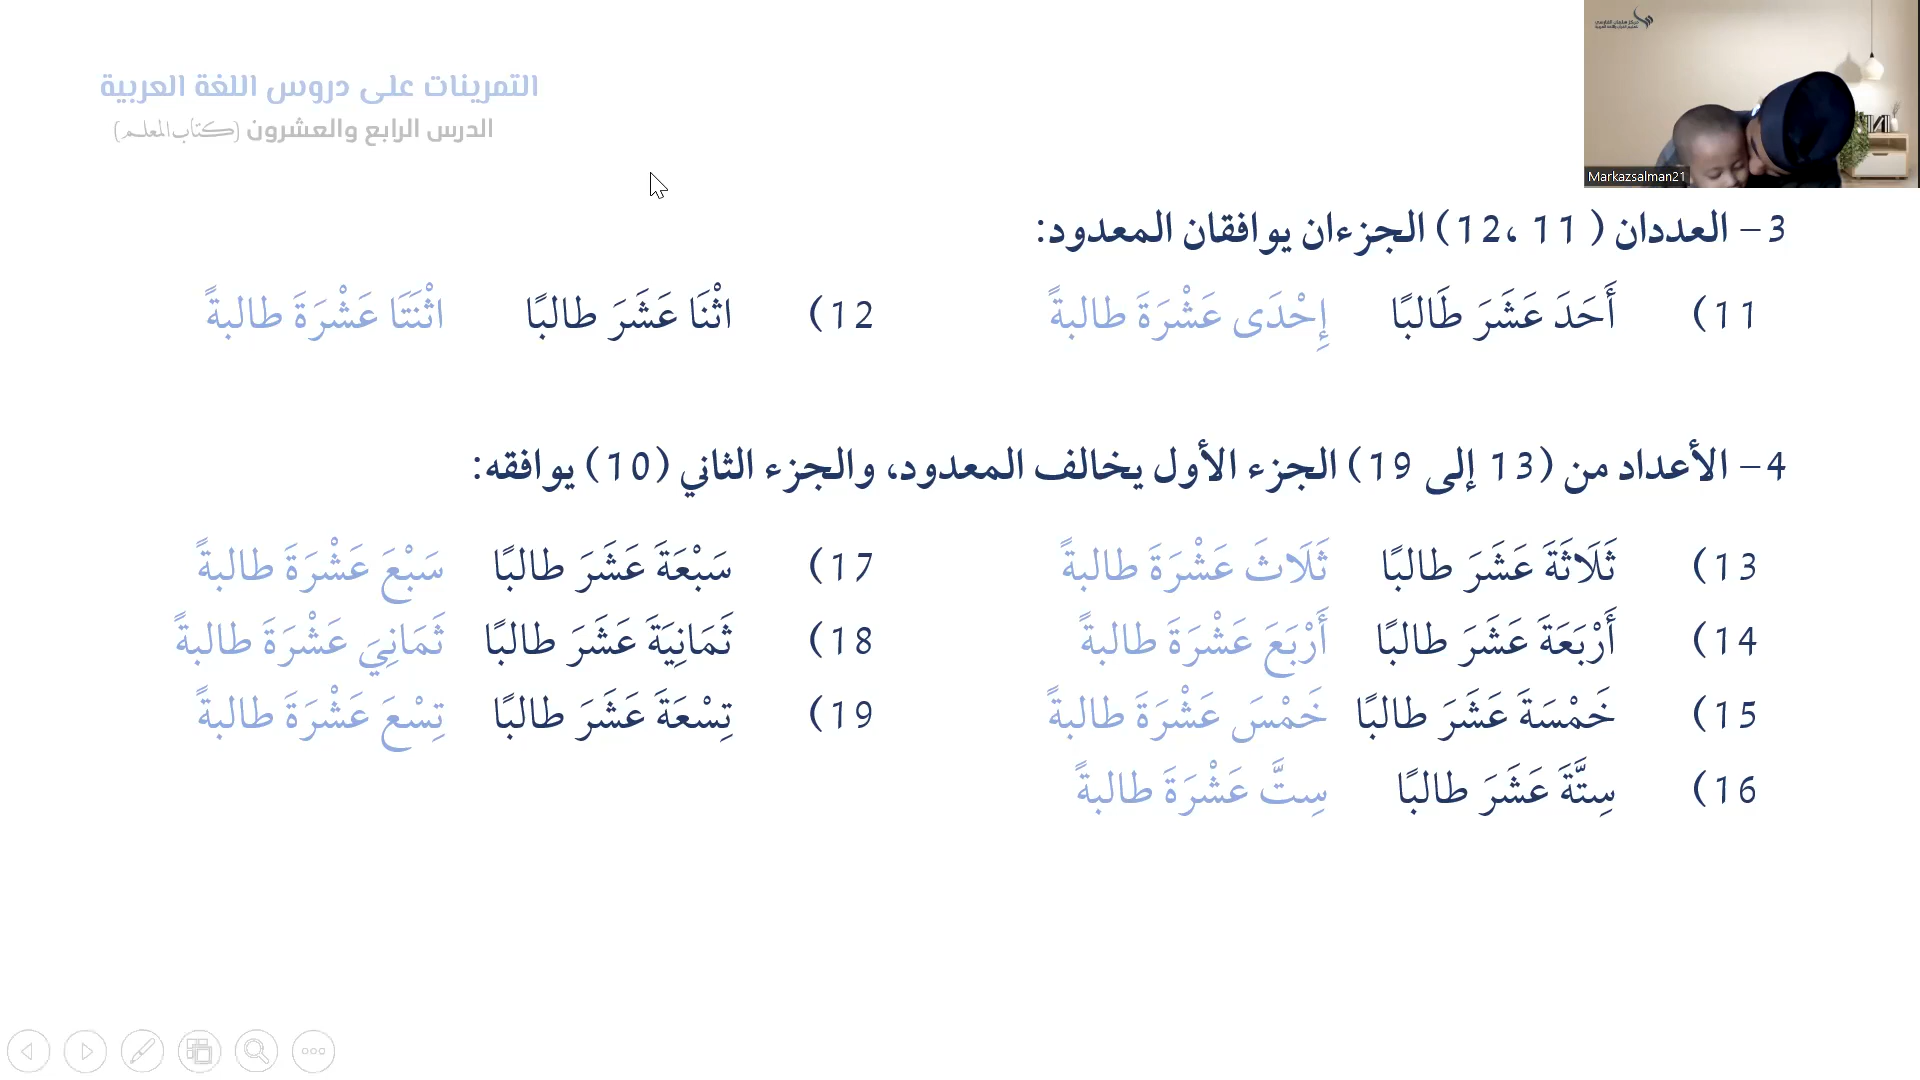 التمرينات على دروس اللغة العربية
الدرس الرابع والعشرون (كتاب المعلم)
Markazsalman21
3- العددان ( 11 ،12) الجزءان يوافقان المعدود:
11) أَحَدَ عَشَرَ طَالبًا إِحْدَى عَشْرَةَ طالبةً
12) اثْنَا عَشَرَ طالبًا اثْنَتَا عَشْرَةَ طالبةً
4- الأعداد من (13 إلى 19) الجزء الأول يخالف المعدود، والجزء الثاني (10) يوافقه:
13) ثَلَاثَةَ عَشَرَ طالبًا ثَلَاثَ عَشْرَةَ طالبةً
14) أَرْبَعَةَ عَشَرَ طالبًا أَرْبَعَ عَشْرَةَ طالبةً
15) خَمْسَةَ عَشَرَ طالبًا خَمْسَ عَشْرَةَ طالبةً
16) سِتَّةَ عَشَرَ طالبًا سِتَّ عَشْرَةَ طالبةً
17) سَبْعَةَ عَشَرَ طالبًا سَبْعَ عَشْرَةَ طالبةً
18) ثَمَانِيَةَ عَشَرَ طالبًا ثَمَانِيَ عَشْرَةَ طالبةً
19) تِسْعَةَ عَشَرَ طالبًا تِسْعَ عَشْرَةَ طالبةً